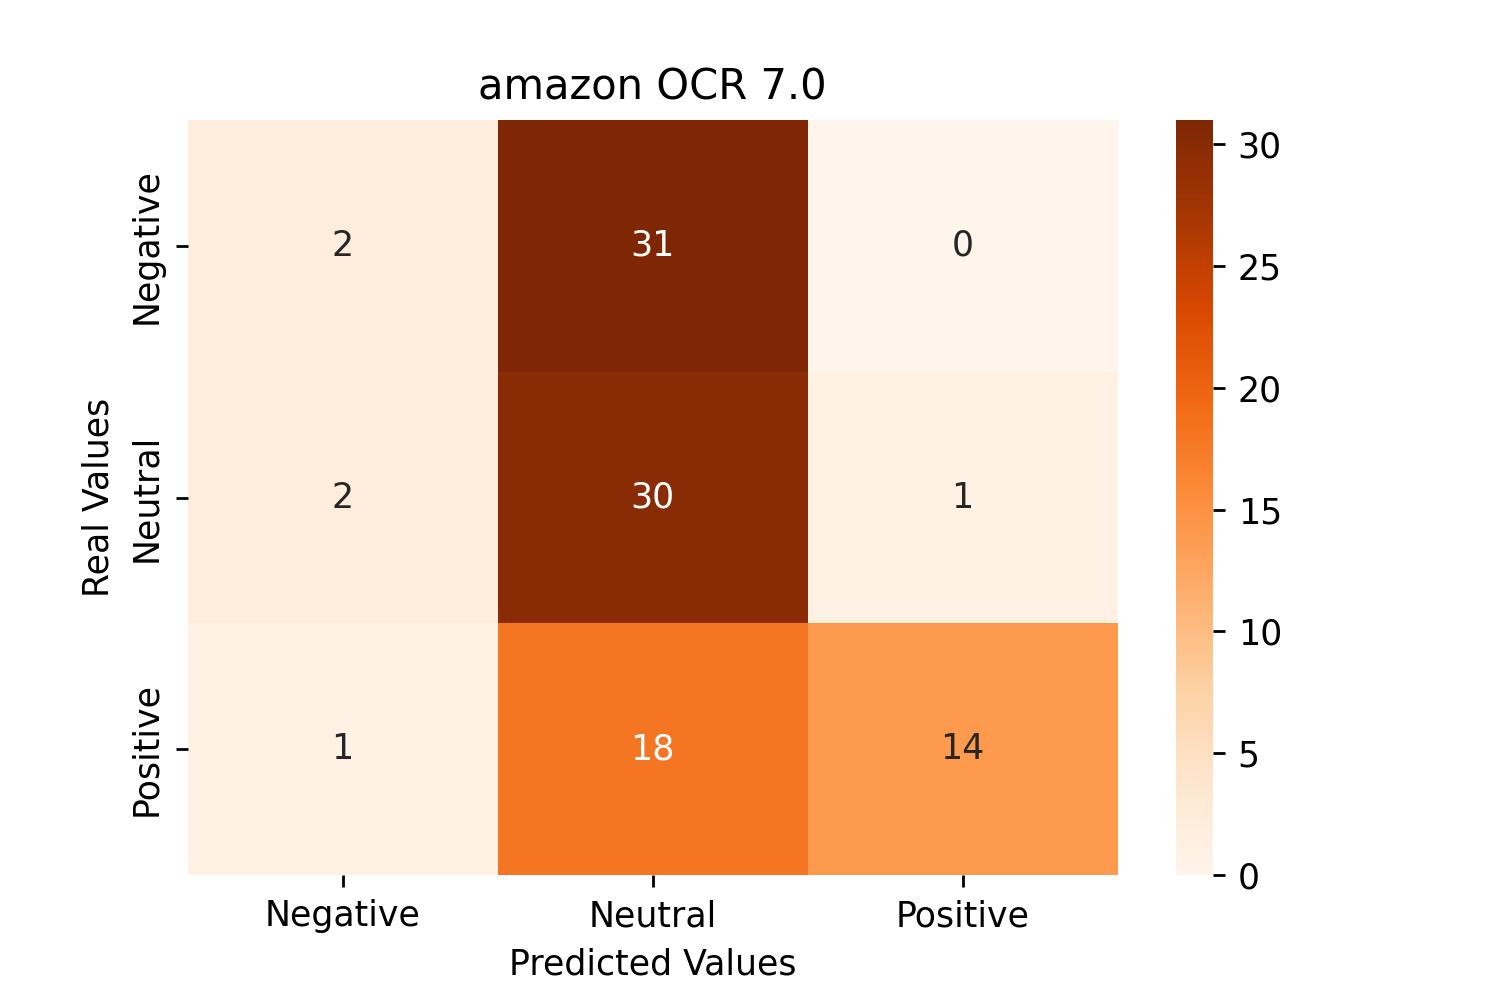 amazon OCR 7.0
Real Values
Negative
2 31 0
Neutral
2 30 1
Positive
1 18 14
Negative Neutral Positive
Predicted Values
30
25
20
15
10
5
0